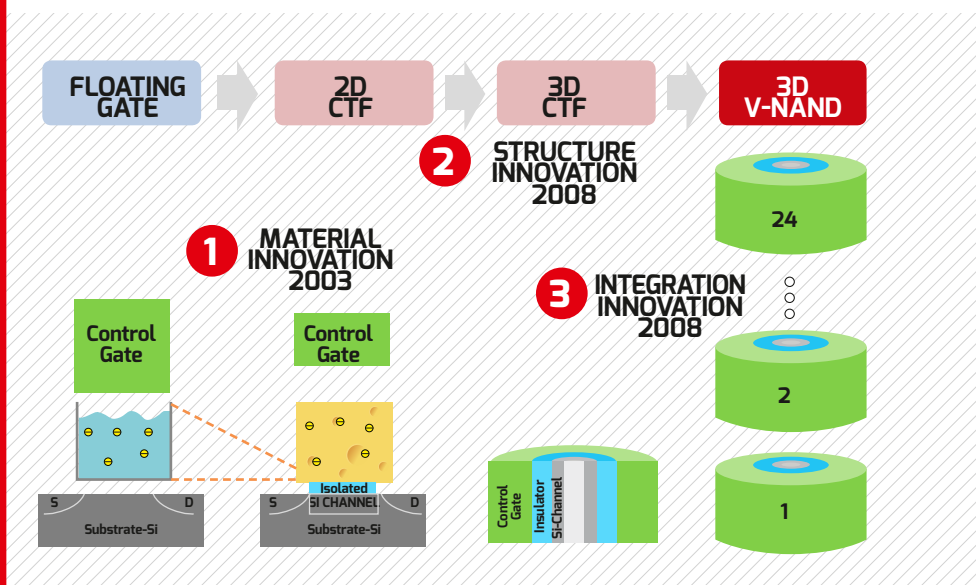 FLOATING
GATE
2D
CTF
3D
CTF
3D
V-NAND
2
STRUCTURE
INNOVATION
2008
24
1
MATERIAL
INNOVATION
2003
3
INTEGRATION
INNOVATION
2008
Control
Gate
Control
Gate
2
Isolated
S
D
S
SI CHANNEL
D
Substrate-Si
Substrate-Si
Control
Gate
Insulator
Si-Channel
1